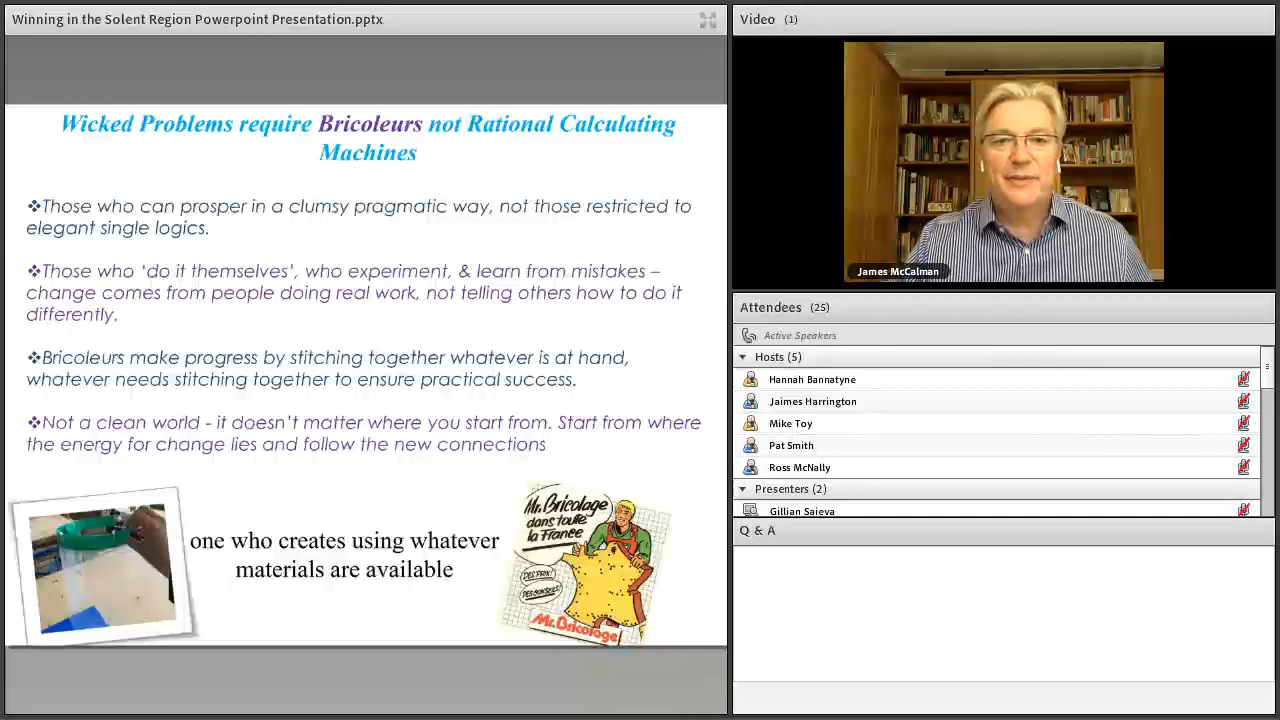 Winning in the Solent Region Powerpoint Presentation.pptx
Wicked Problems require Bricoleurs not Rational Calculating
Machines
❖Those who can prosper in a clumsy pragmatic way, not those restricted to
elegant single logics.
❖Those who ‘do it themselves’, who experiment, & learn from mistakes –
change comes from people doing real work, not telling others how to do it
differently.
❖Bricoleurs make progress by stitching together whatever is at hand,
whatever needs stitching together to ensure practical success.
❖Not a clean world - it doesn’t matter where you start from. Start from where
the energy for change lies and follow the new connections
one who creates using whatever
materials are available
Mr. Bricolage
dans toute
la France
DES PRIX!
DES CONSEILS!
Mr. Bricolage
Video (1)
James McCalman
Attendees (25)
Active Speakers
Hosts (5)
Hannah Bannatyne
Jaimes Harrington
Mike Toy
Pat Smith
Ross McNally
Presenters (2)
Gillian Saieva
Q & A